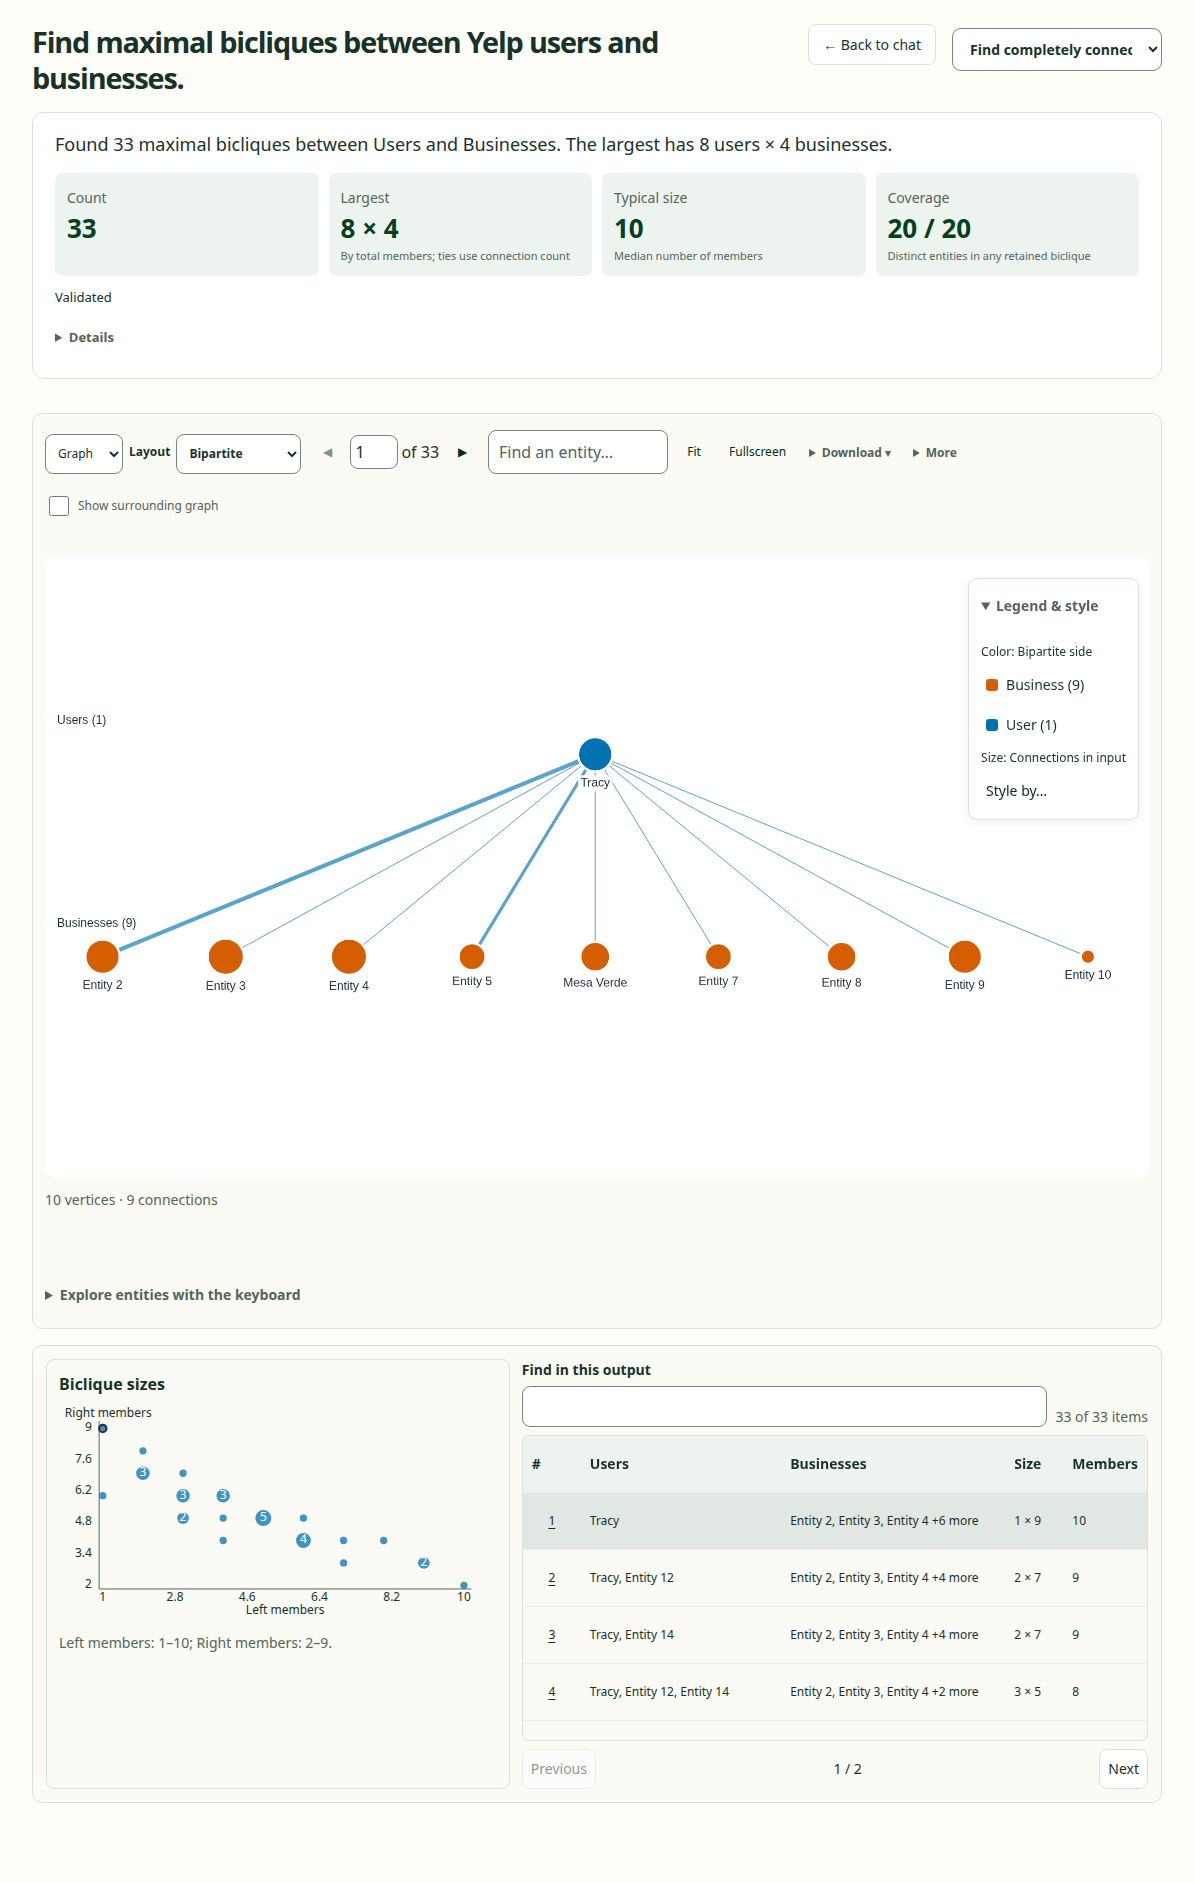 Find maximal bicliques between Yelp users and
businesses.
← Back to chat
Find completely connec
Found 33 maximal bicliques between Users and Businesses. The largest has 8 users × 4 businesses.
Count
33
Largest
8 × 4
By total members; ties use connection count
Typical size
10
Median number of members
Coverage
20 / 20
Distinct entities in any retained biclique
Validated
▶ Details
Graph
Layout
Bipartite
◀
1
of 33
▶
Find an entity...
Fit
Fullscreen
▶ Download ▾
▶ More
Show surrounding graph
▼ Legend & style
Color: Bipartite side
Business (9)
User (1)
Size: Connections in input
Style by...
Users (1)
Tracy
Businesses (9)
Entity 2
Entity 3
Entity 4
Entity 5
Mesa Verde
Entity 7
Entity 8
Entity 9
Entity 10
10 vertices · 9 connections
▶ Explore entities with the keyboard
Biclique sizes
Right members
9
7.6
6.2
4.8
3.4
2
3
3
3
2
5
4
2
1
2.8
4.6
6.4
8.2
10
Left members
Left members: 1–10; Right members: 2–9.
Find in this output
33 of 33 items
# Users Businesses Size Members
1 Tracy Entity 2, Entity 3, Entity 4 +6 more 1 × 9 10
2 Tracy, Entity 12 Entity 2, Entity 3, Entity 4 +4 more 2 × 7 9
3 Tracy, Entity 14 Entity 2, Entity 3, Entity 4 +4 more 2 × 7 9
4 Tracy, Entity 12, Entity 14 Entity 2, Entity 3, Entity 4 +2 more 3 × 5 8
Previous
1 / 2
Next